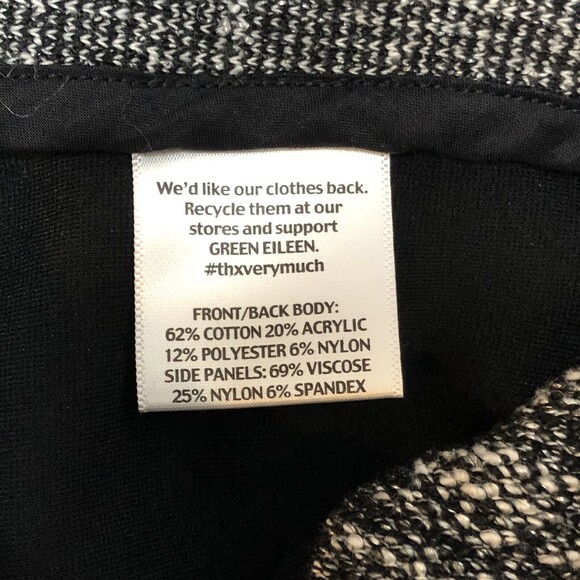 We'd like our clothes back.
Recycle them at our
stores and support
GREEN EILEEN.
#thxverymuch
FRONT/BACK BODY:
62% COTTON 20% ACRYLIC
12% POLYESTER 6% NYLON
SIDE PANELS: 69% VISCOSE
25% NYLON 6% SPANDEX